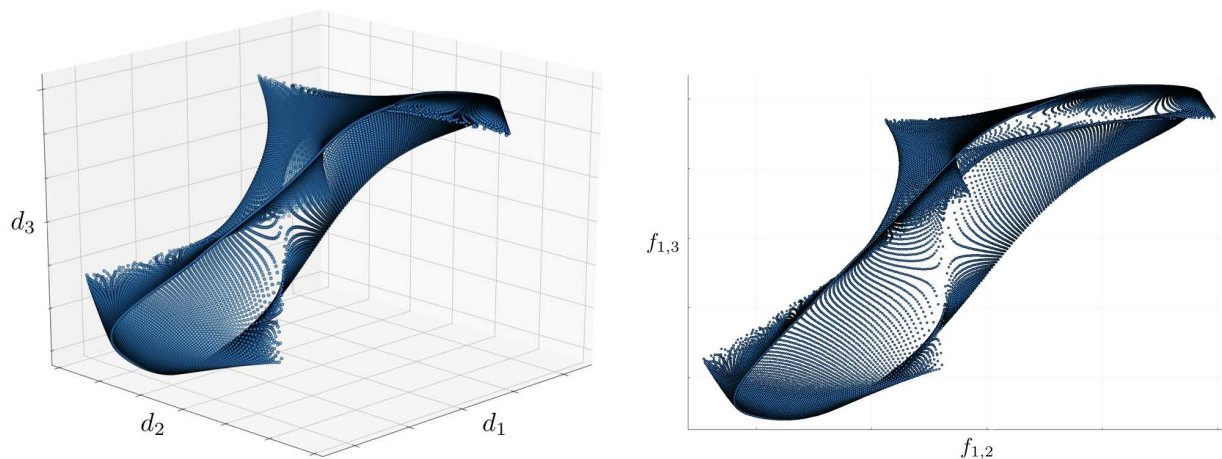 d₃
d₂
d₁
f₁,₃
f₁,₂